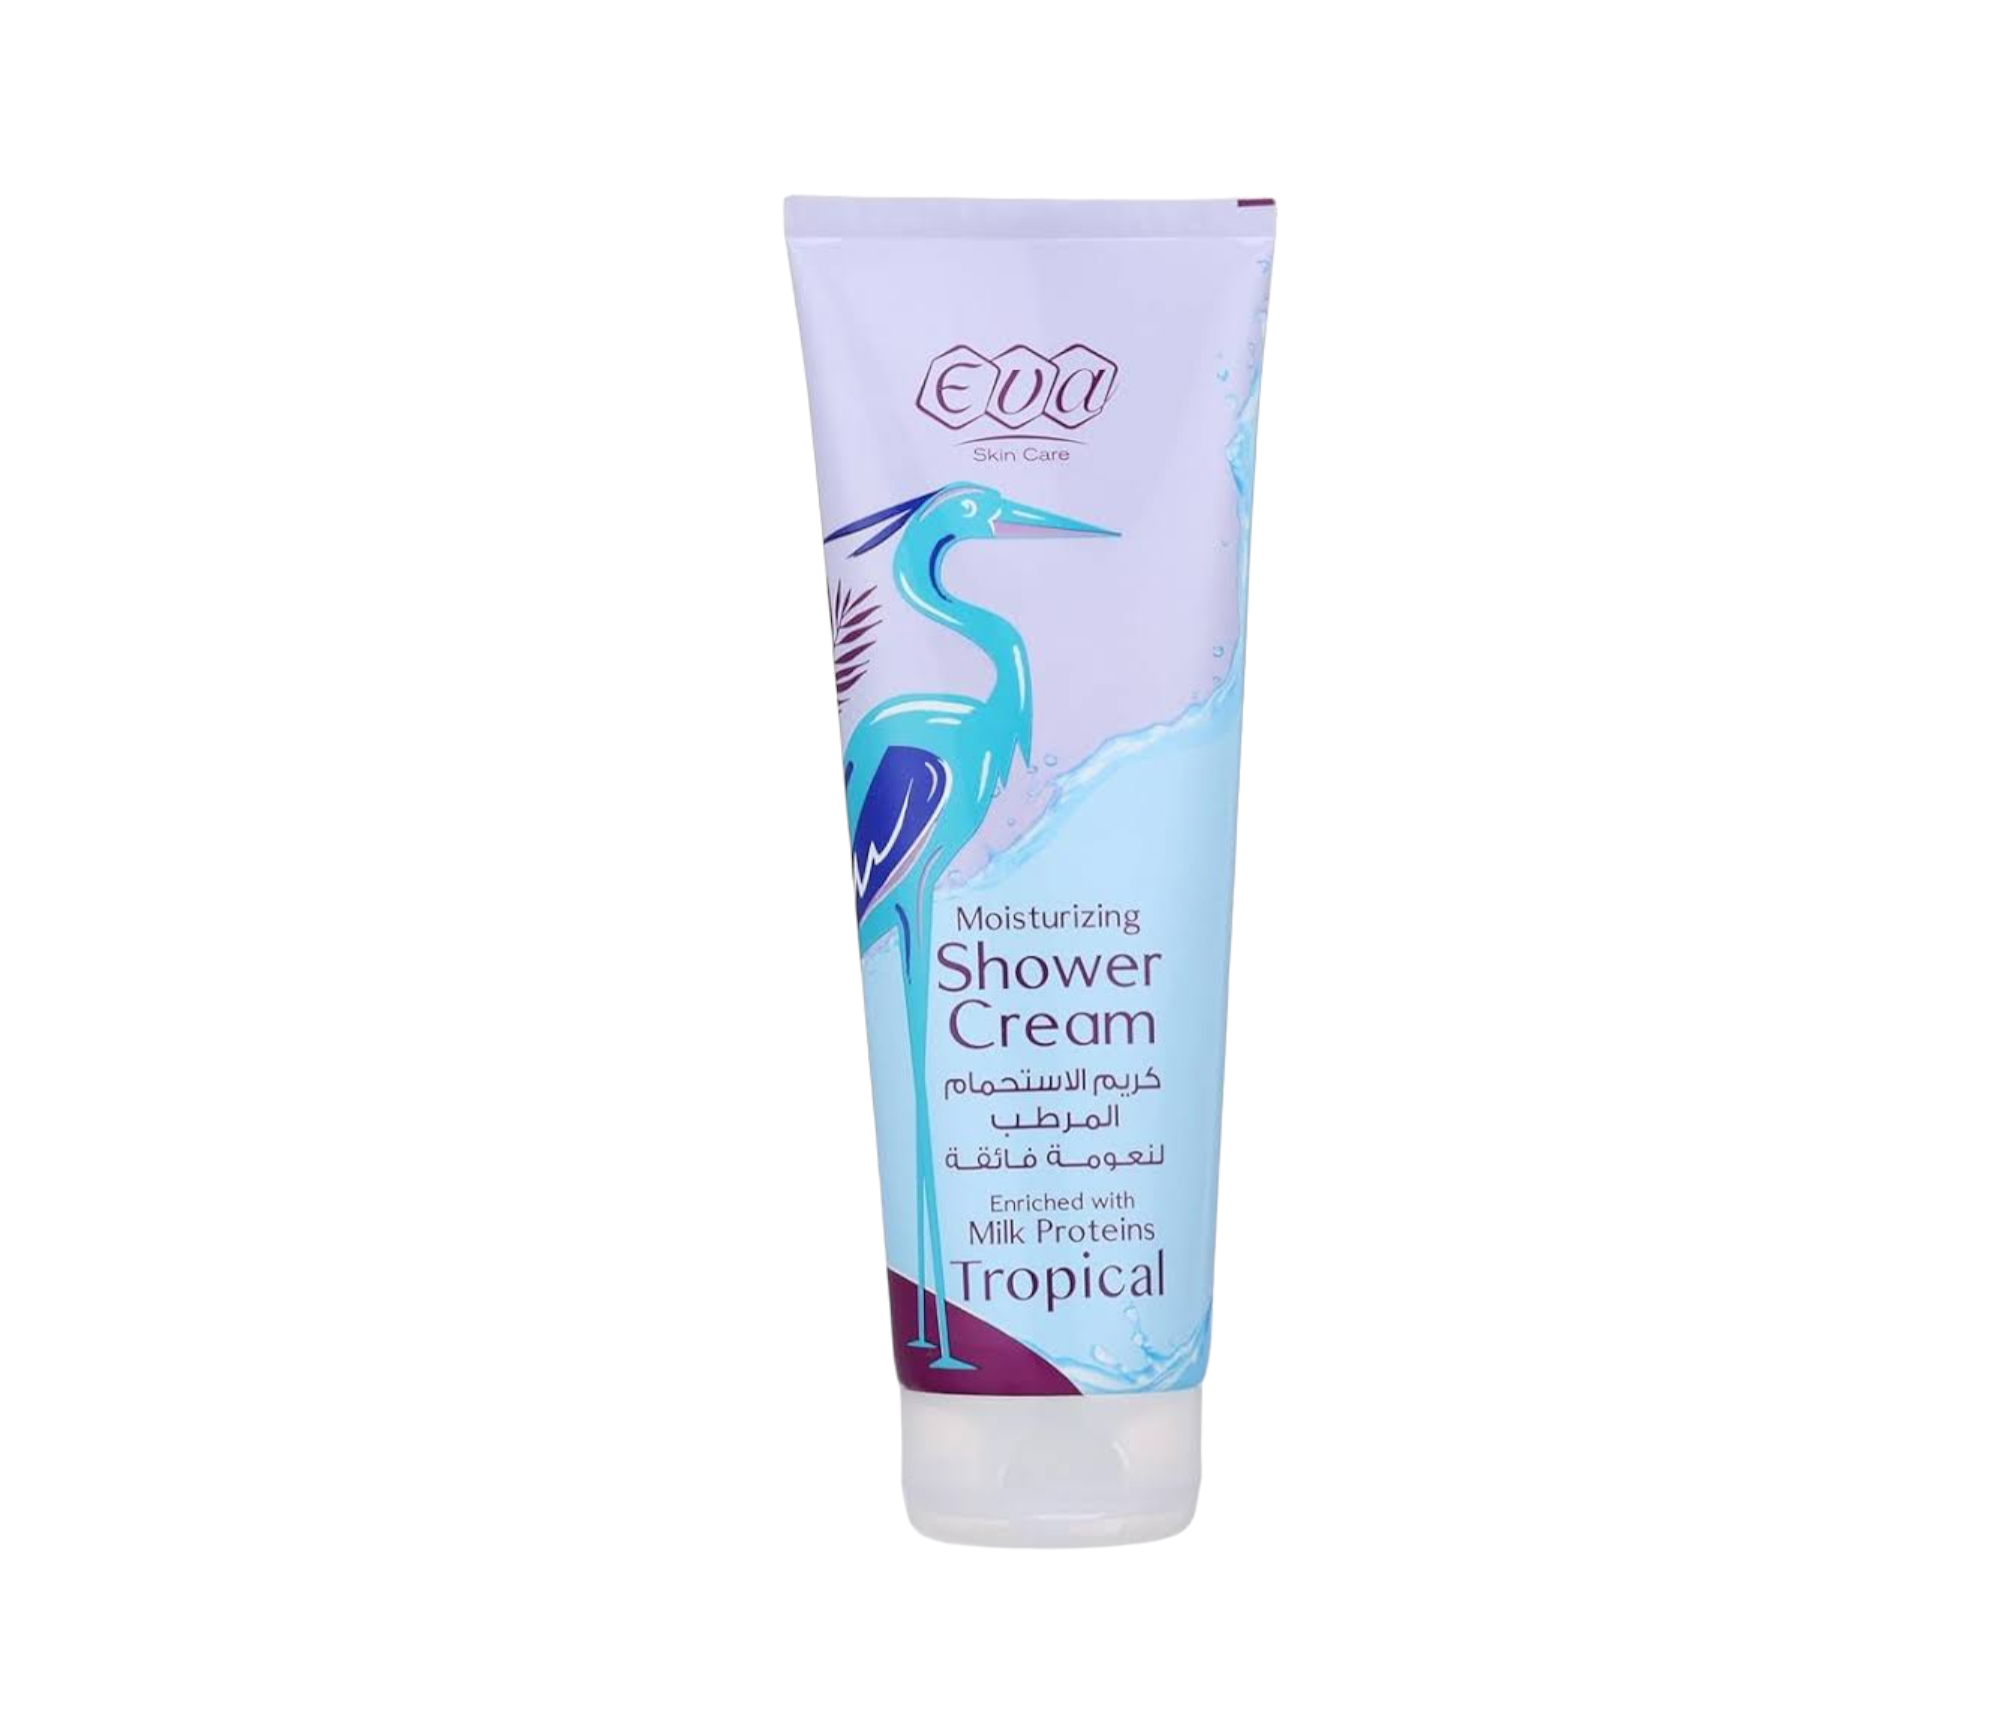 Eva
Skin Care
Moisturizing
Shower
Cream
كريم الاستحمام
المرطب
لنعومة فائقة
Enriched with
Milk Proteins
Tropical